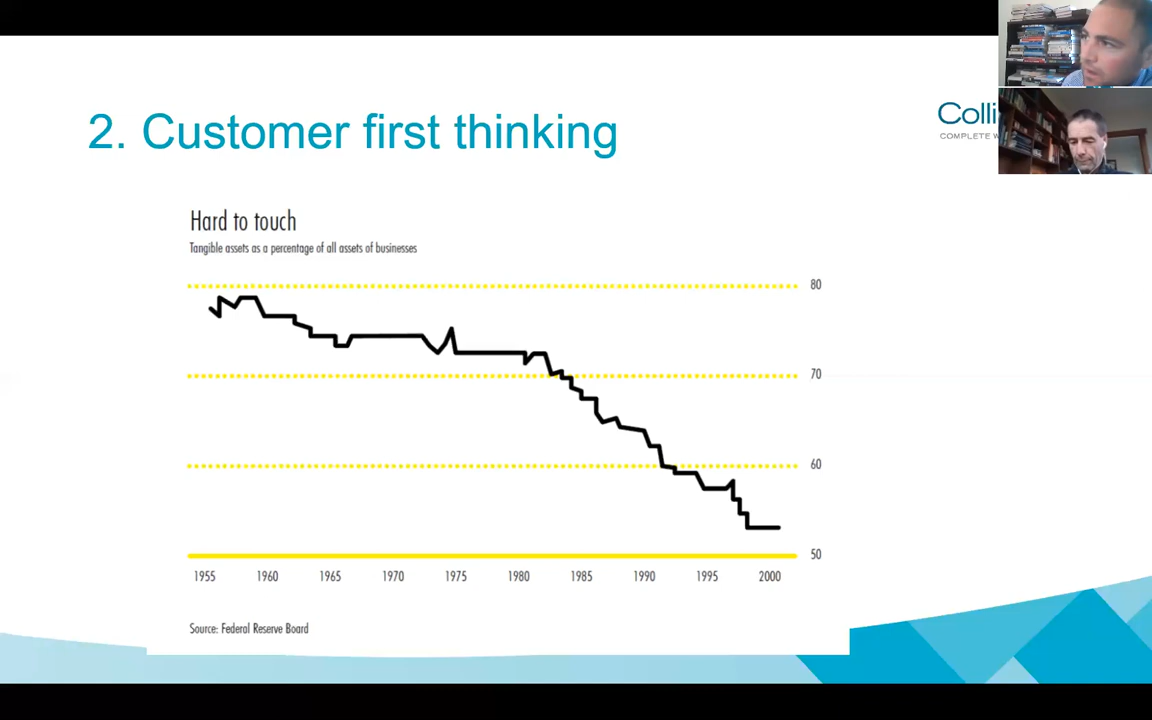 2. Customer first thinking
Colli
COMPLETE
Hard to touch
Tangible assets as a percentage of all assets of businesses
80
70
60
50
1955 1960 1965 1970 1975 1980 1985 1990 1995 2000
Source: Federal Reserve Board